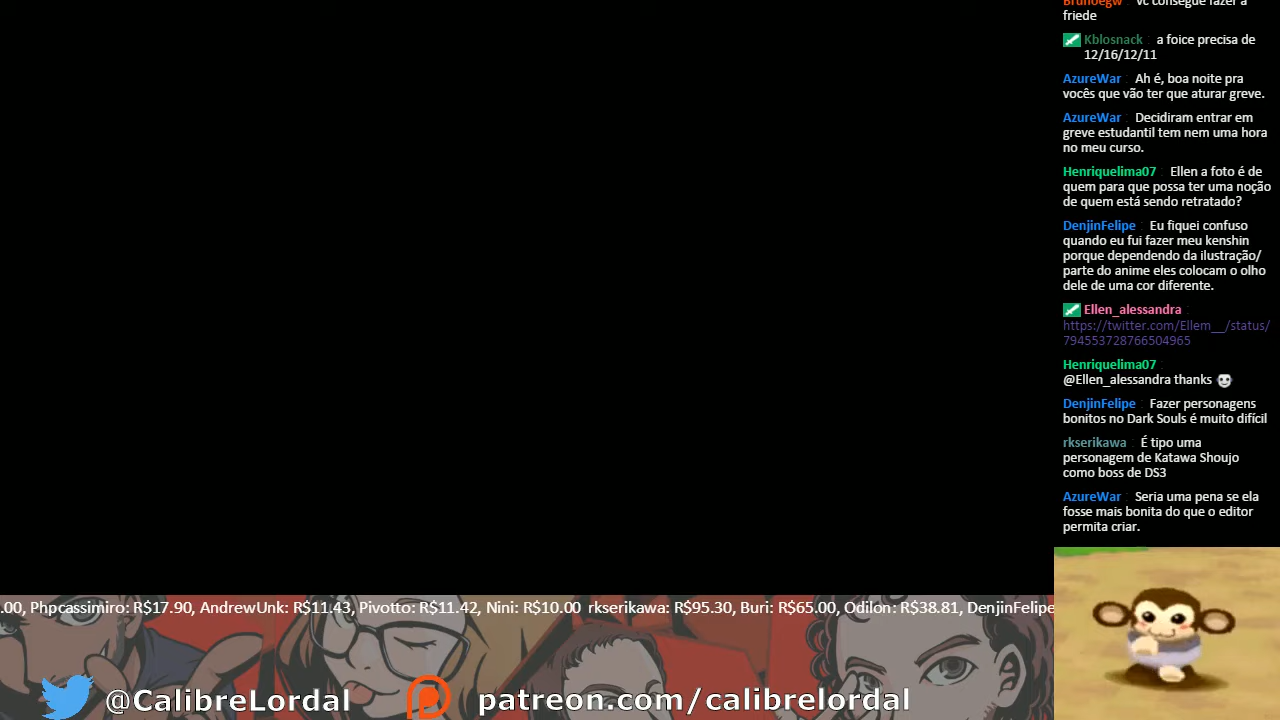 Brunoegw : Vc consegue fazer a
friede
Kblosnack : a foice precisa de
12/16/12/11
AzureWar : Ah é, boa noite pra
vocês que vão ter que aturar greve.
AzureWar : Decidiram entrar em
greve estudantil tem nem uma hora
no meu curso.
Henriquelima07 : Ellen a foto é de
quem para que possa ter uma noção
de quem está sendo retratado?
DenjinFelipe : Eu fiquei confuso
quando eu fui fazer meu kenshin
porque dependendo da ilustração/
parte do anime eles colocam o olho
dele de uma cor diferente.
Ellen_alessandra :
https://twitter.com/Ellem__/status/
794553728766504965
Henriquelima07 :
@Ellen_alessandra thanks
DenjinFelipe : Fazer personagens
bonitos no Dark Souls é muito difícil
rkserikawa : É tipo uma
personagem de Katawa Shoujo
como boss de DS3
AzureWar : Seria uma pena se ela
fosse mais bonita do que o editor
permita criar.
.00, Phpcassimiro: R$17.90, AndrewUnk: R$11.43, Pivotto: R$11.42, Nini: R$10.00 rkserikawa: R$95.30, Buri: R$65.00, Odilon: R$38.81, DenjinFelipe
@CalibreLordal
patreon.com/calibrelordal